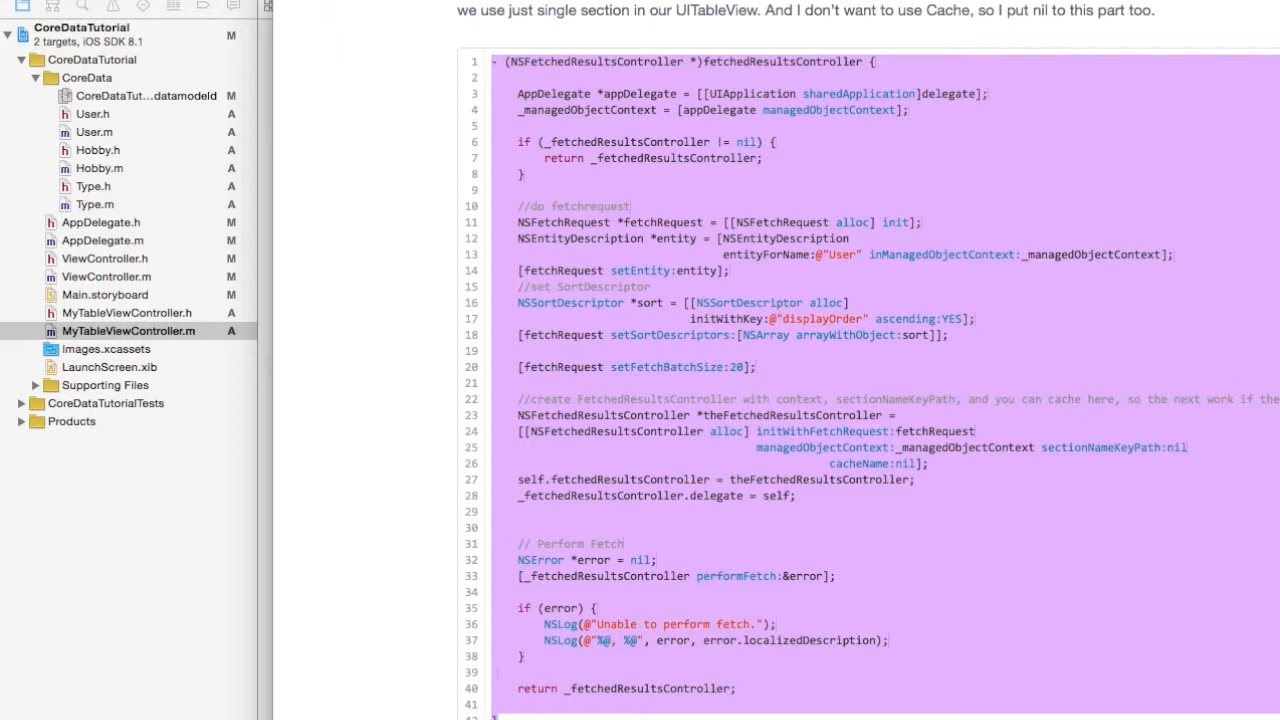 CoreDataTutorial
2 targets, iOS SDK 8.1
M
CoreDataTutorial
CoreData
CoreDataTut...datamodeld M
User.h A
User.m A
Hobby.h A
Hobby.m A
Type.h A
Type.m A
AppDelegate.h M
AppDelegate.m M
ViewController.h M
ViewController.m M
Main.storyboard M
MyTableViewController.h A
MyTableViewController.m A
Images.xcassets
LaunchScreen.xib
Supporting Files
CoreDataTutorialTests
Products
we use just single section in our UITableView. And I don't want to use Cache, so I put nil to this part too.
1 - (NSFetchedResultsController *)fetchedResultsController {
2
3 AppDelegate *appDelegate = [[UIApplication sharedApplication]delegate];
4 _managedObjectContext = [appDelegate managedObjectContext];
5
6 if (_fetchedResultsController != nil) {
7 return _fetchedResultsController;
8 }
9
10 //do fetchrequest
11 NSFetchRequest *fetchRequest = [[NSFetchRequest alloc] init];
12 NSEntityDescription *entity = [NSEntityDescription
13 entityForName:@"User" inManagedObjectContext:_managedObjectContext];
14 [fetchRequest setEntity:entity];
15 //set SortDescriptor
16 NSSortDescriptor *sort = [[NSSortDescriptor alloc]
17 initWithKey:@"displayOrder" ascending:YES];
18 [fetchRequest setSortDescriptors:[NSArray arrayWithObject:sort]];
19
20 [fetchRequest setFetchBatchSize:20];
21
22 //create FetchedResultsController with context, sectionNameKeyPath, and you can cache here, so the next work if the
23 NSFetchedResultsController *theFetchedResultsController =
24 [[NSFetchedResultsController alloc] initWithFetchRequest:fetchRequest
25 managedObjectContext:_managedObjectContext sectionNameKeyPath:nil
26 cacheName:nil];
27 self.fetchedResultsController = theFetchedResultsController;
28 _fetchedResultsController.delegate = self;
29
30
31 // Perform Fetch
32 NSError *error = nil;
33 [_fetchedResultsController performFetch:&error];
34
35 if (error) {
36 NSLog(@"Unable to perform fetch.");
37 NSLog(@"%@, %@", error, error.localizedDescription);
38 }
39
40 return _fetchedResultsController;
41